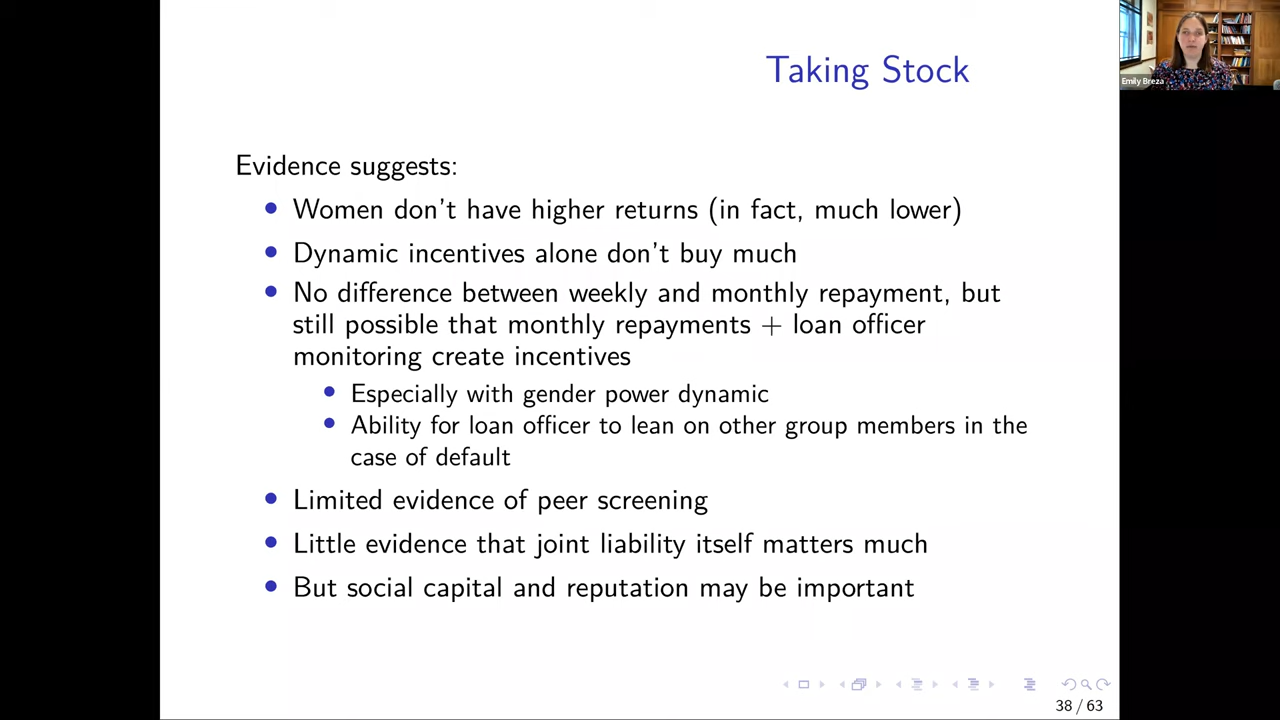 Taking Stock
Emily Breza
Evidence suggests:
• Women don't have higher returns (in fact, much lower)
• Dynamic incentives alone don't buy much
• No difference between weekly and monthly repayment, but
still possible that monthly repayments + loan officer
monitoring create incentives
• Especially with gender power dynamic
• Ability for loan officer to lean on other group members in the
case of default
• Limited evidence of peer screening
• Little evidence that joint liability itself matters much
• But social capital and reputation may be important
38 / 63